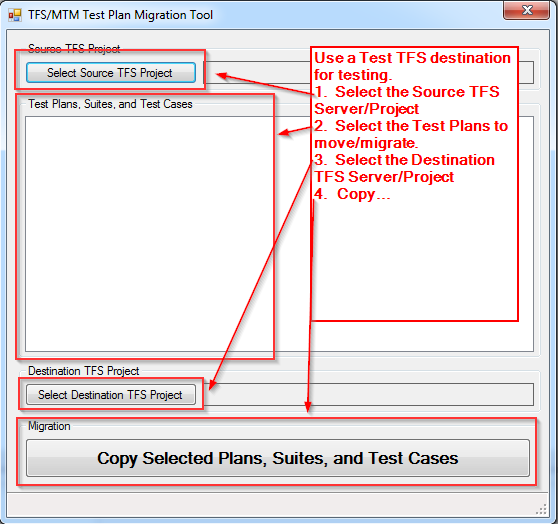 TFS/MTM Test Plan Migration Tool
Source TFS Project
Select Source TFS Project
Test Plans, Suites, and Test Cases
Use a Test TFS destination
for testing.
1. Select the Source TFS
Server/Project
2. Select the Test Plans to
move/migrate.
3. Select the Destination
TFS Server/Project
4. Copy...
Destination TFS Project
Select Destination TFS Project
Migration
Copy Selected Plans, Suites, and Test Cases